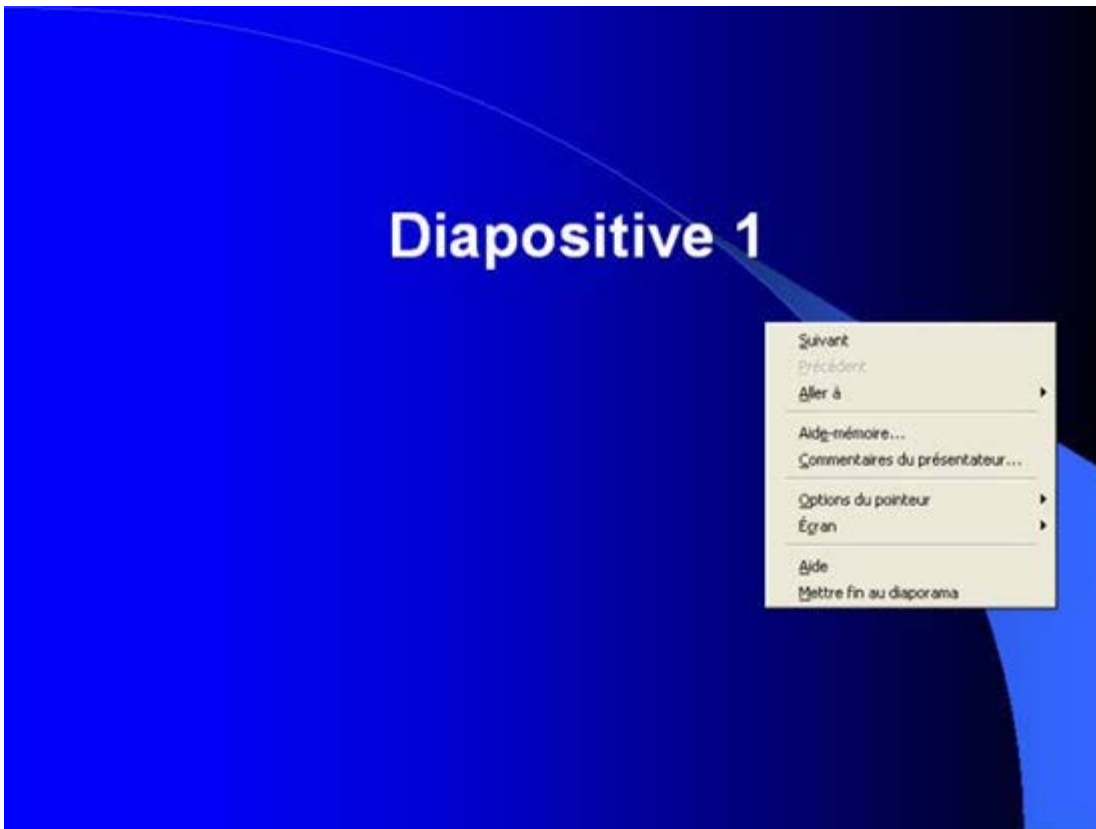 Diapositive 1
Suivant
Précédent
Aller à
Aide-mémoire...
Commentaires du présentateur...
Options du pointeur
Écran
Aide
Mettre fin au diaporama